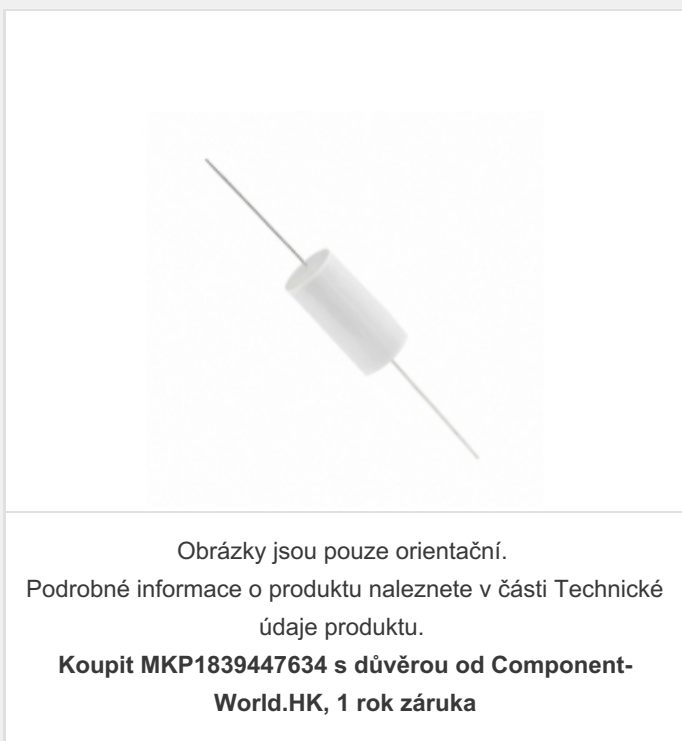 Obrázky jsou pouze orientační.
Podrobné informace o produktu naleznete v části Technické
údaje produktu.
Koupit MKP1839447634 s důvěrou od Component-
World.HK, 1 rok záruka